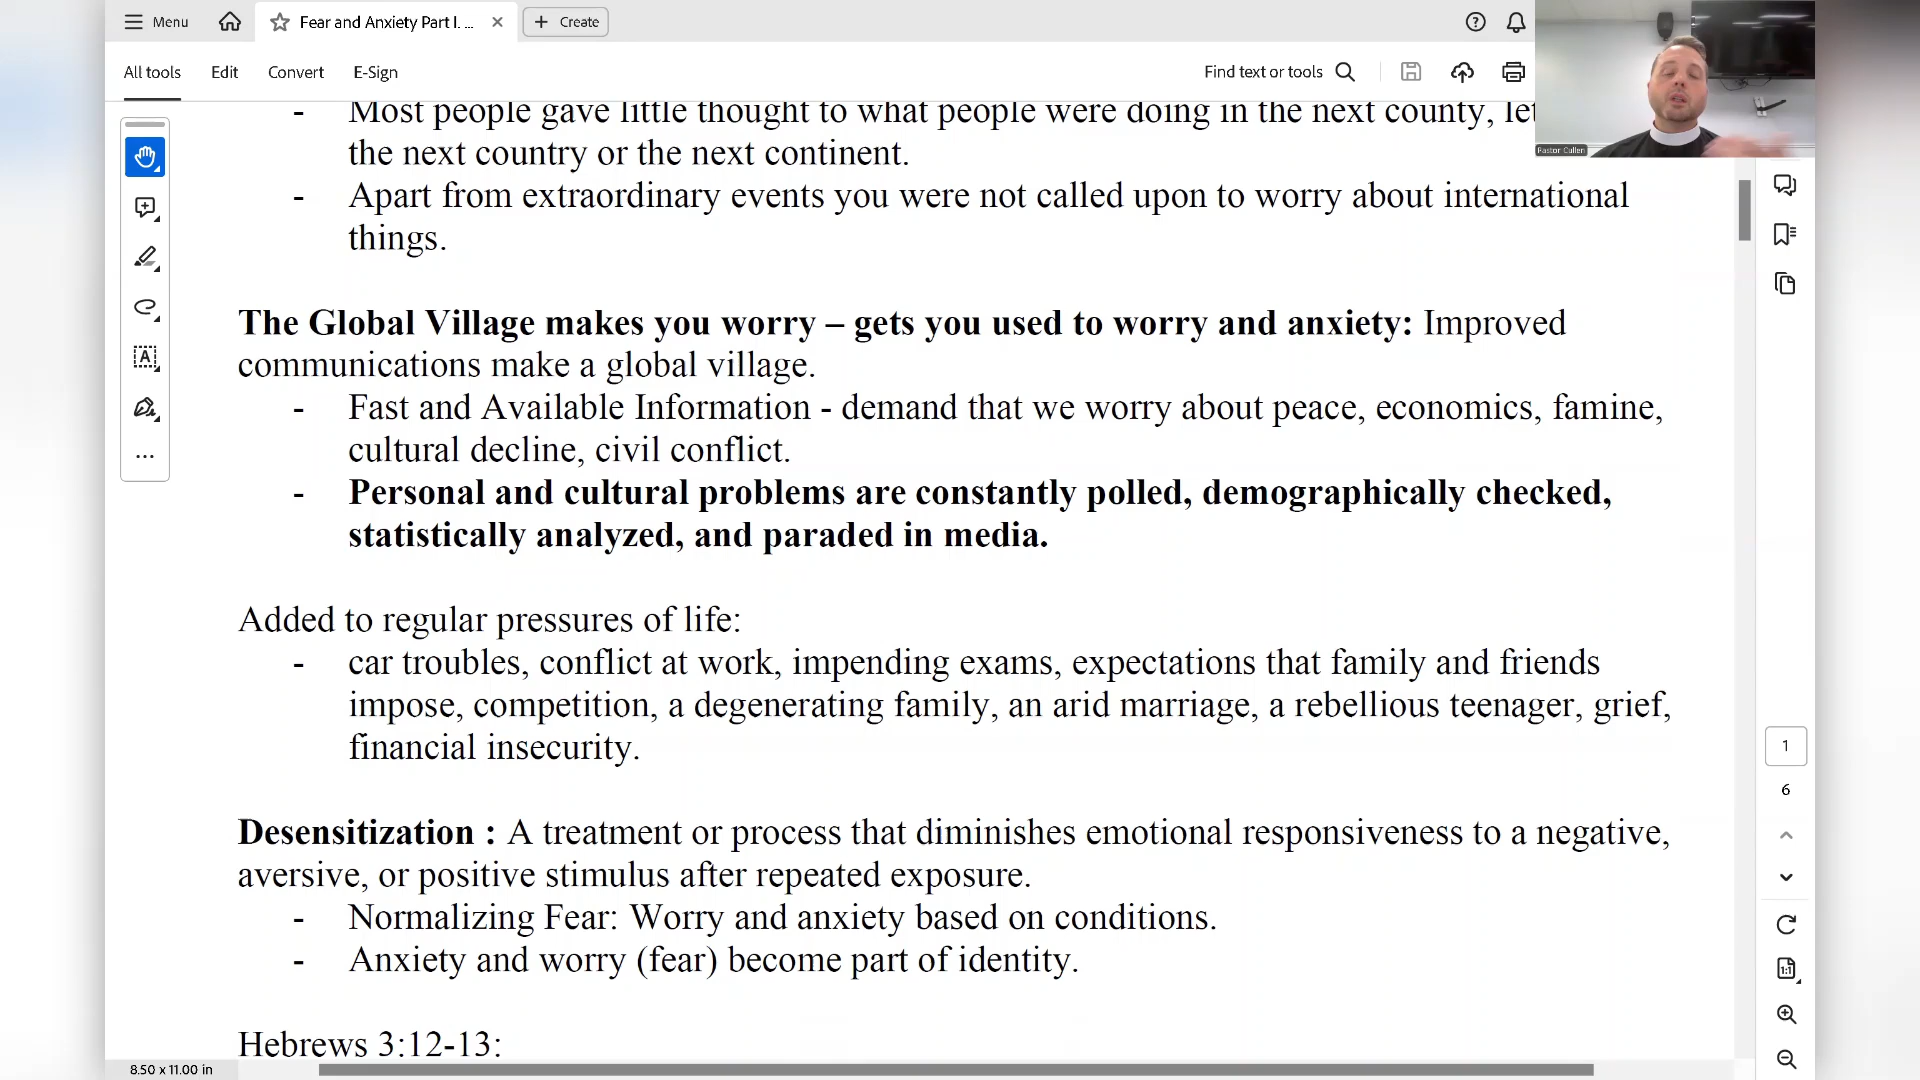 Menu
Fear and Anxiety Part I. ...
Create
All tools
Edit
Convert
E-Sign
Find text or tools
Pastor Cullen
- Most people gave little thought to what people were doing in the next county, let
the next country or the next continent.
- Apart from extraordinary events you were not called upon to worry about international
things.
The Global Village makes you worry – gets you used to worry and anxiety: Improved
communications make a global village.
- Fast and Available Information - demand that we worry about peace, economics, famine,
cultural decline, civil conflict.
- Personal and cultural problems are constantly polled, demographically checked,
statistically analyzed, and paraded in media.
Added to regular pressures of life:
- car troubles, conflict at work, impending exams, expectations that family and friends
impose, competition, a degenerating family, an arid marriage, a rebellious teenager, grief,
financial insecurity.
Desensitization : A treatment or process that diminishes emotional responsiveness to a negative,
aversive, or positive stimulus after repeated exposure.
- Normalizing Fear: Worry and anxiety based on conditions.
- Anxiety and worry (fear) become part of identity.
Hebrews 3:12-13:
1
6
8.50 x 11.00 in